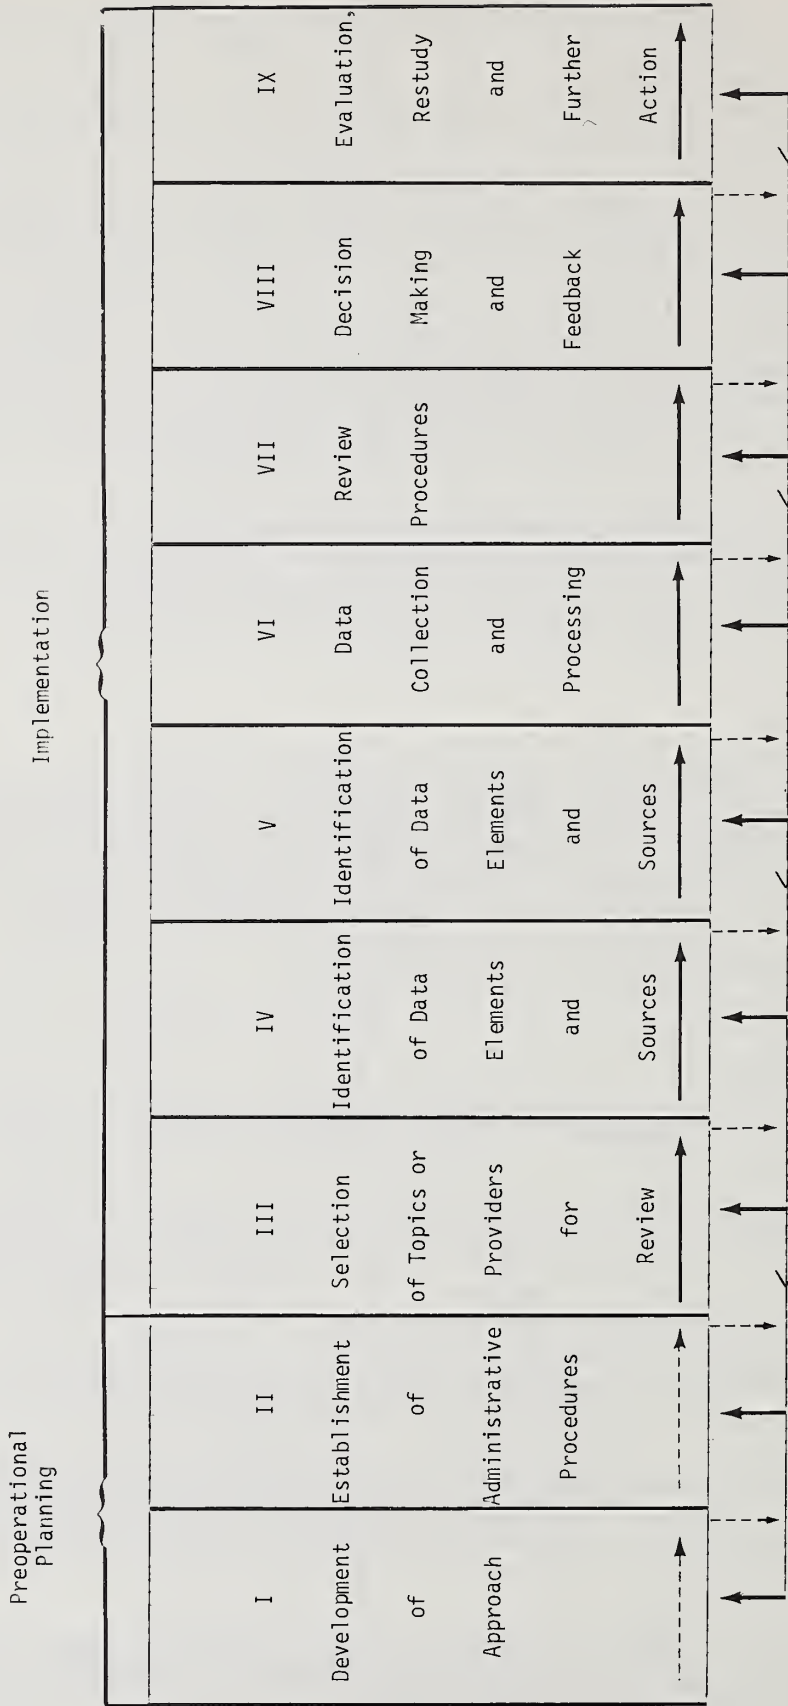 Preoperational
Planning
Implementation
I
Development
of
Approach
II
Establishment
of
Administrative
Procedures
III
Selection
of Topics or
Providers
for
Review
IV
Identification
of Data
Elements
and
Sources
V
Identification
of Data
Elements
and
Sources
VI
Data
Collection
and
Processing
VII
Review
Procedures
VIII
Decision
Making
and
Feedback
IX
Evaluation,
Restudy
and
Further
Action